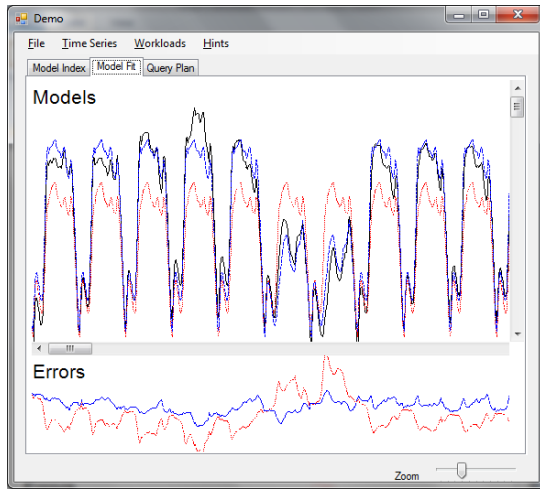 Demo
File Time Series Workloads Hints
Model Index Model Fit Query Plan
Models
Errors
Zoom